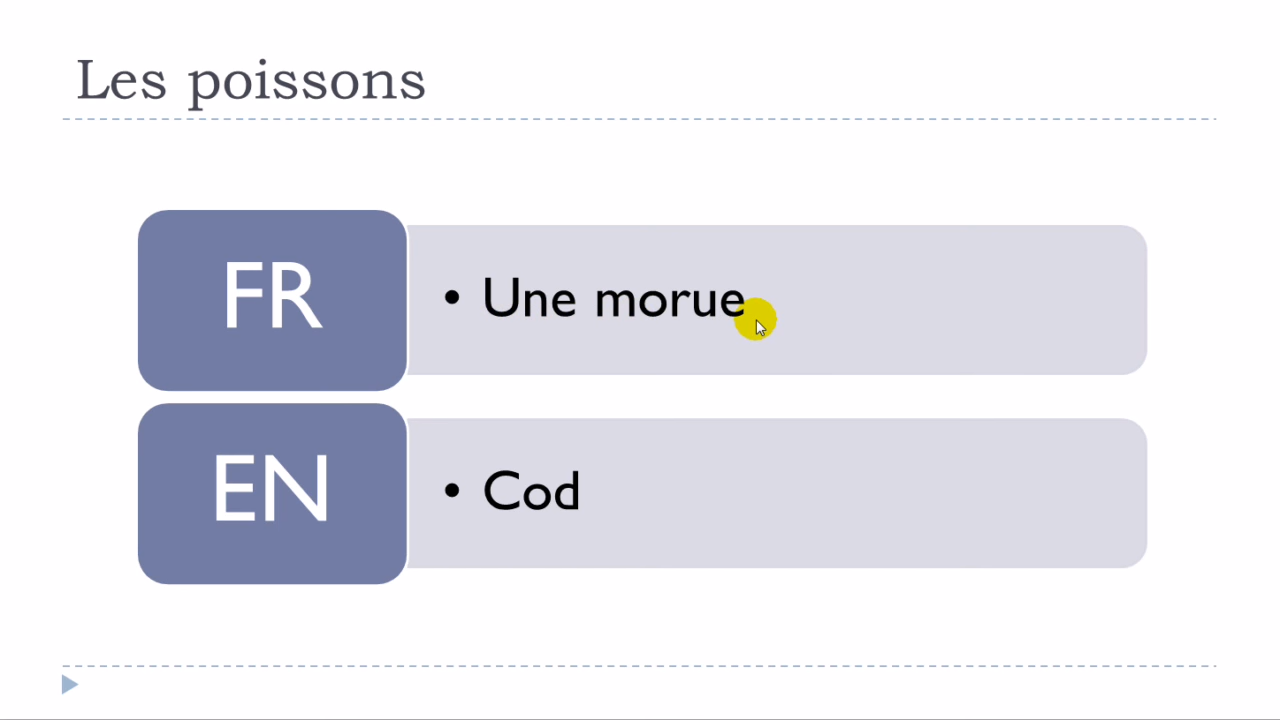 Les poissons
FR
• Une morue
EN
• Cod